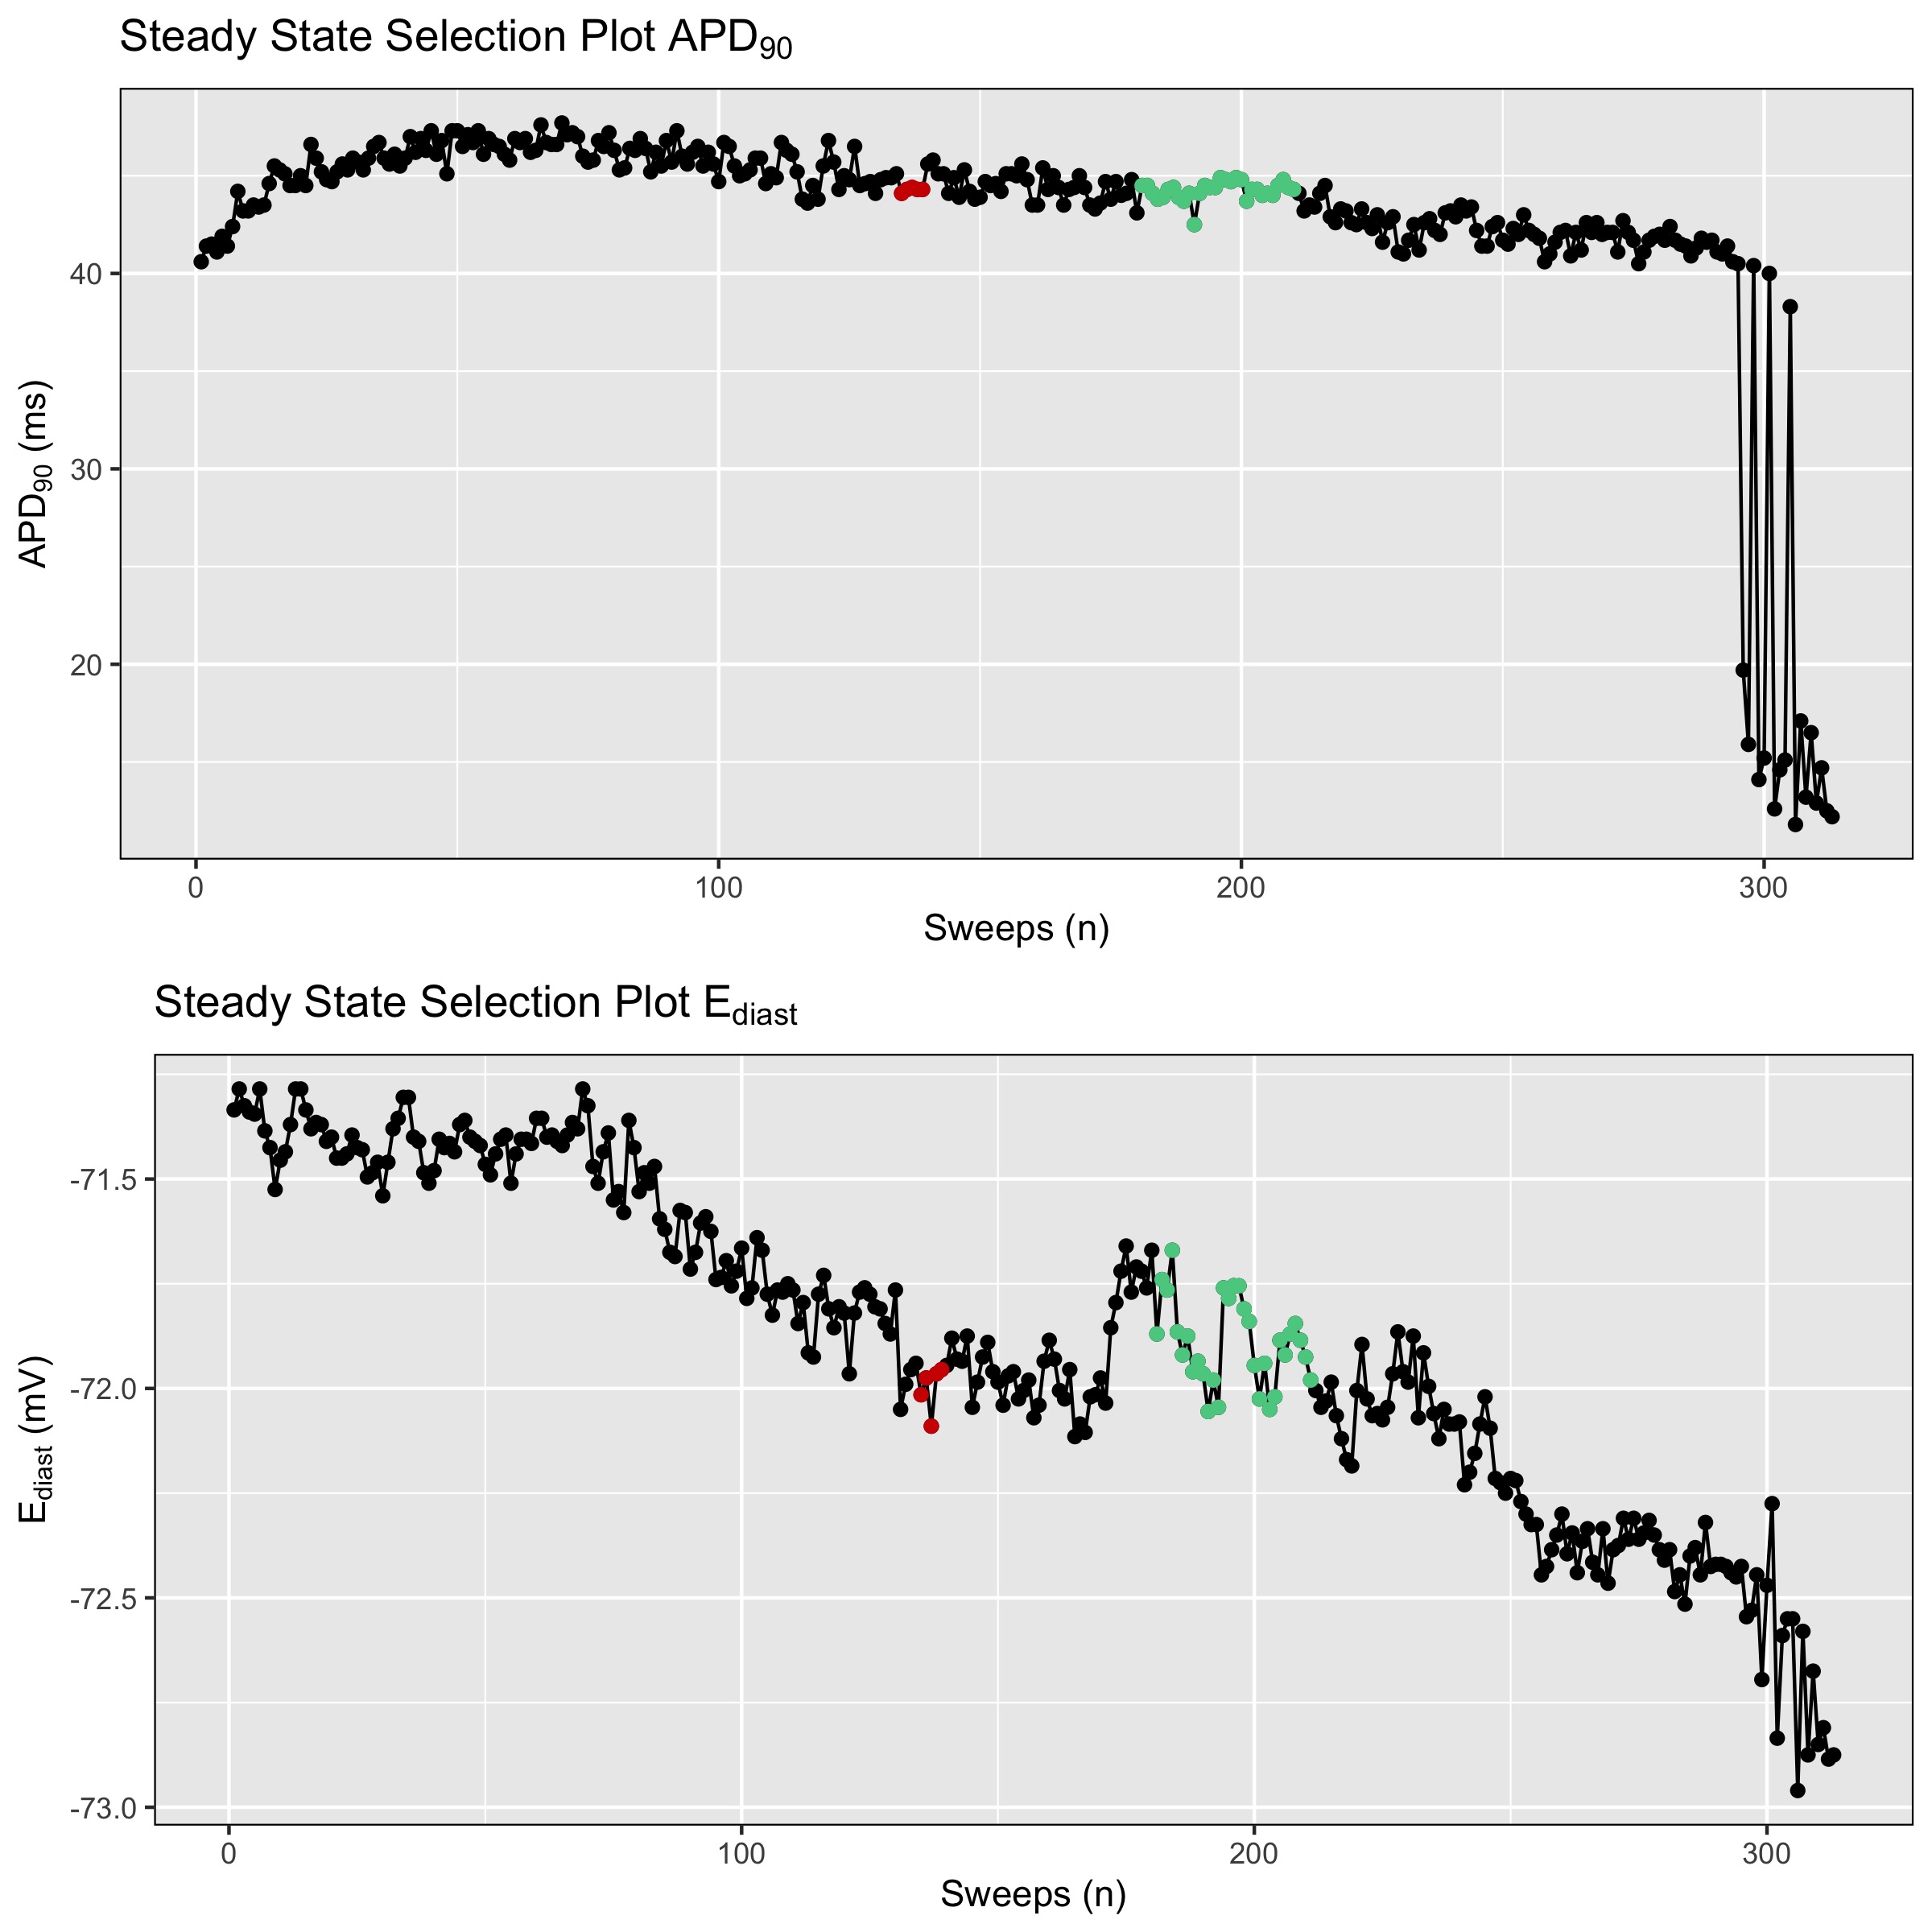 Steady State Selection Plot APD90
APD90 (ms)
40
30
20
0
100
200
300
Sweeps (n)
Steady State Selection Plot Ediast
Ediast (mV)
-71.5
-72.0
-72.5
-73.0
0
100
200
300
Sweeps (n)